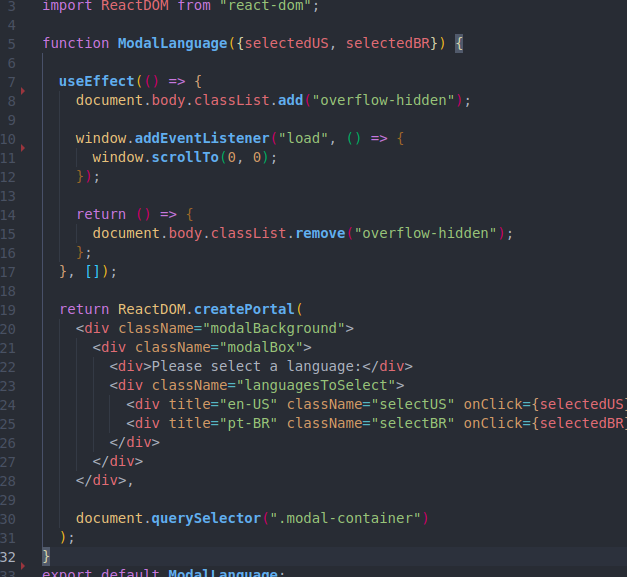 3 import ReactDOM from "react-dom";
4
5 function ModalLanguage({selectedUS, selectedBR}) {
6
7 useEffect(() => {
8 document.body.classList.add("overflow-hidden");
9
10 window.addEventListener("load", () => {
11 window.scrollTo(0, 0);
12 });
13
14 return () => {
15 document.body.classList.remove("overflow-hidden");
16 };
17 }, []);
18
19 return ReactDOM.createPortal(
20 <div className="modalBackground">
21 <div className="modalBox">
22 <div>Please select a language:</div>
23 <div className="languagesToSelect">
24 <div title="en-US" className="selectUS" onClick={selectedUS
25 <div title="pt-BR" className="selectBR" onClick={selectedBR
26 </div>
27 </div>
28 </div>,
29
30 document.querySelector(".modal-container")
31 );
32 }
33 export default ModalLanguage;